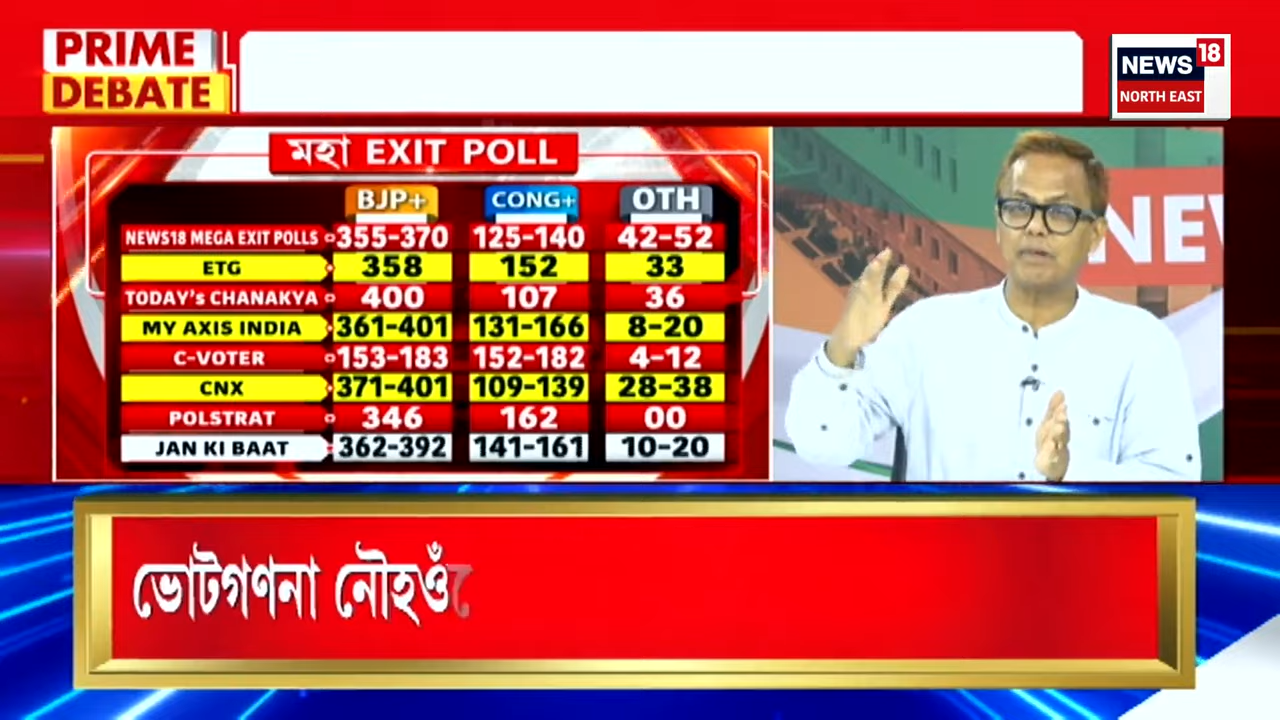 PRIME
DEBATE
NEWS 18
NORTH EAST
মহা EXIT POLL
BJP+ CONG+ OTH
NEWS18 MEGA EXIT POLLS 355-370 125-140 42-52
ETG 358 152 33
TODAY's CHANAKYA 400 107 36
MY AXIS INDIA 361-401 131-166 8-20
C-VOTER 153-183 152-182 4-12
CNX 371-401 109-139 28-38
POLSTRAT 346 162 00
JAN KI BAAT 362-392 141-161 10-20
NEW
ভোটগণনা নৌহওঁতে